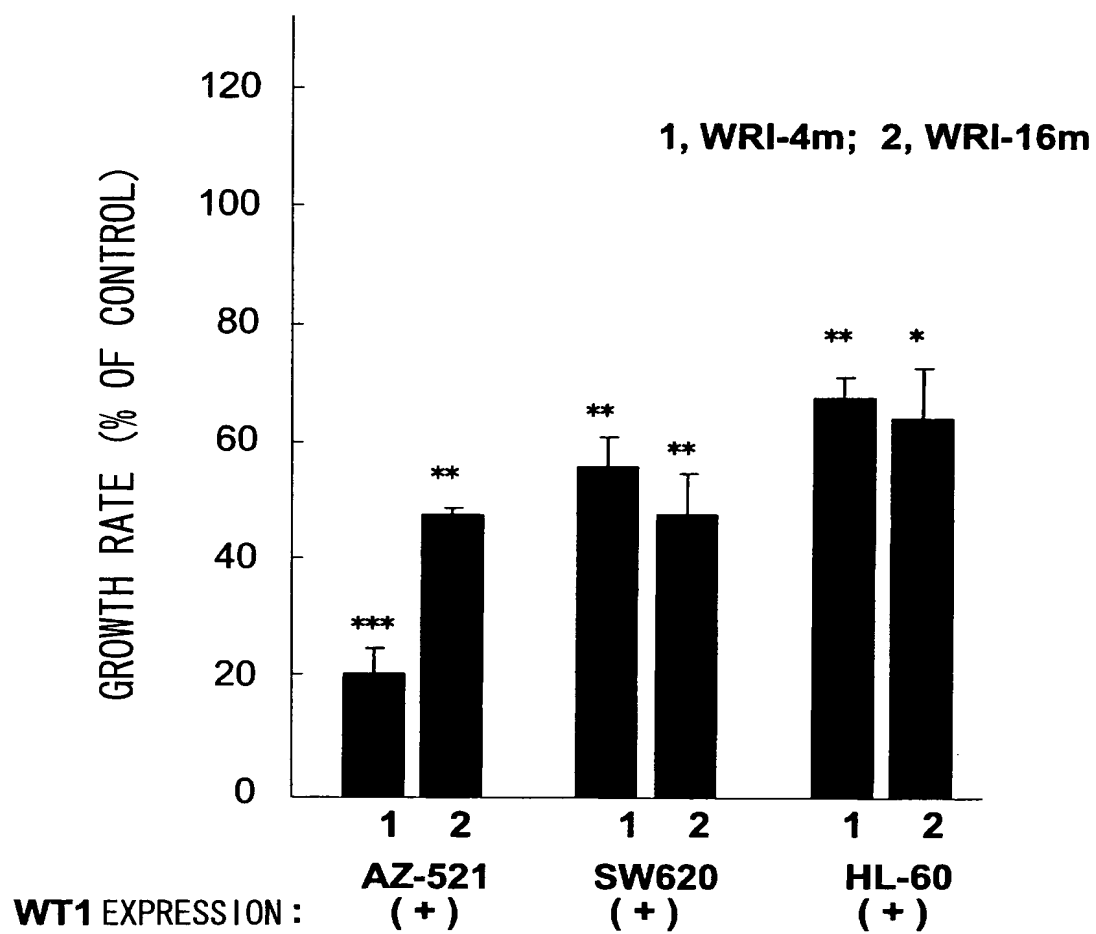 120
1, WRI-4m; 2, WRI-16m
100
80
60
40
20
0
GROWTH RATE (% OF CONTROL)
** *
**
**
**
***
1 2 1 2 1 2
AZ-521 SW620 HL-60
WT1 EXPRESSION: (+) (+) (+)